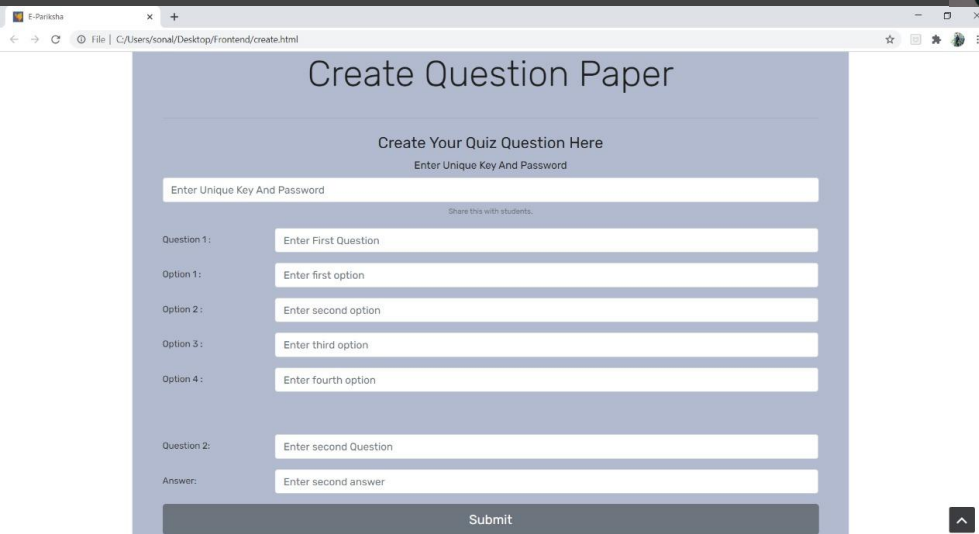 E-Pariksha
File | C:/Users/sonal/Desktop/Frontend/create.html
Create Question Paper
Create Your Quiz Question Here
Enter Unique Key And Password
Enter Unique Key And Password
Share this with students.
Question 1 : Enter First Question
Option 1 : Enter first option
Option 2 : Enter second option
Option 3 : Enter third option
Option 4 : Enter fourth option
Question 2: Enter second Question
Answer: Enter second answer
Submit